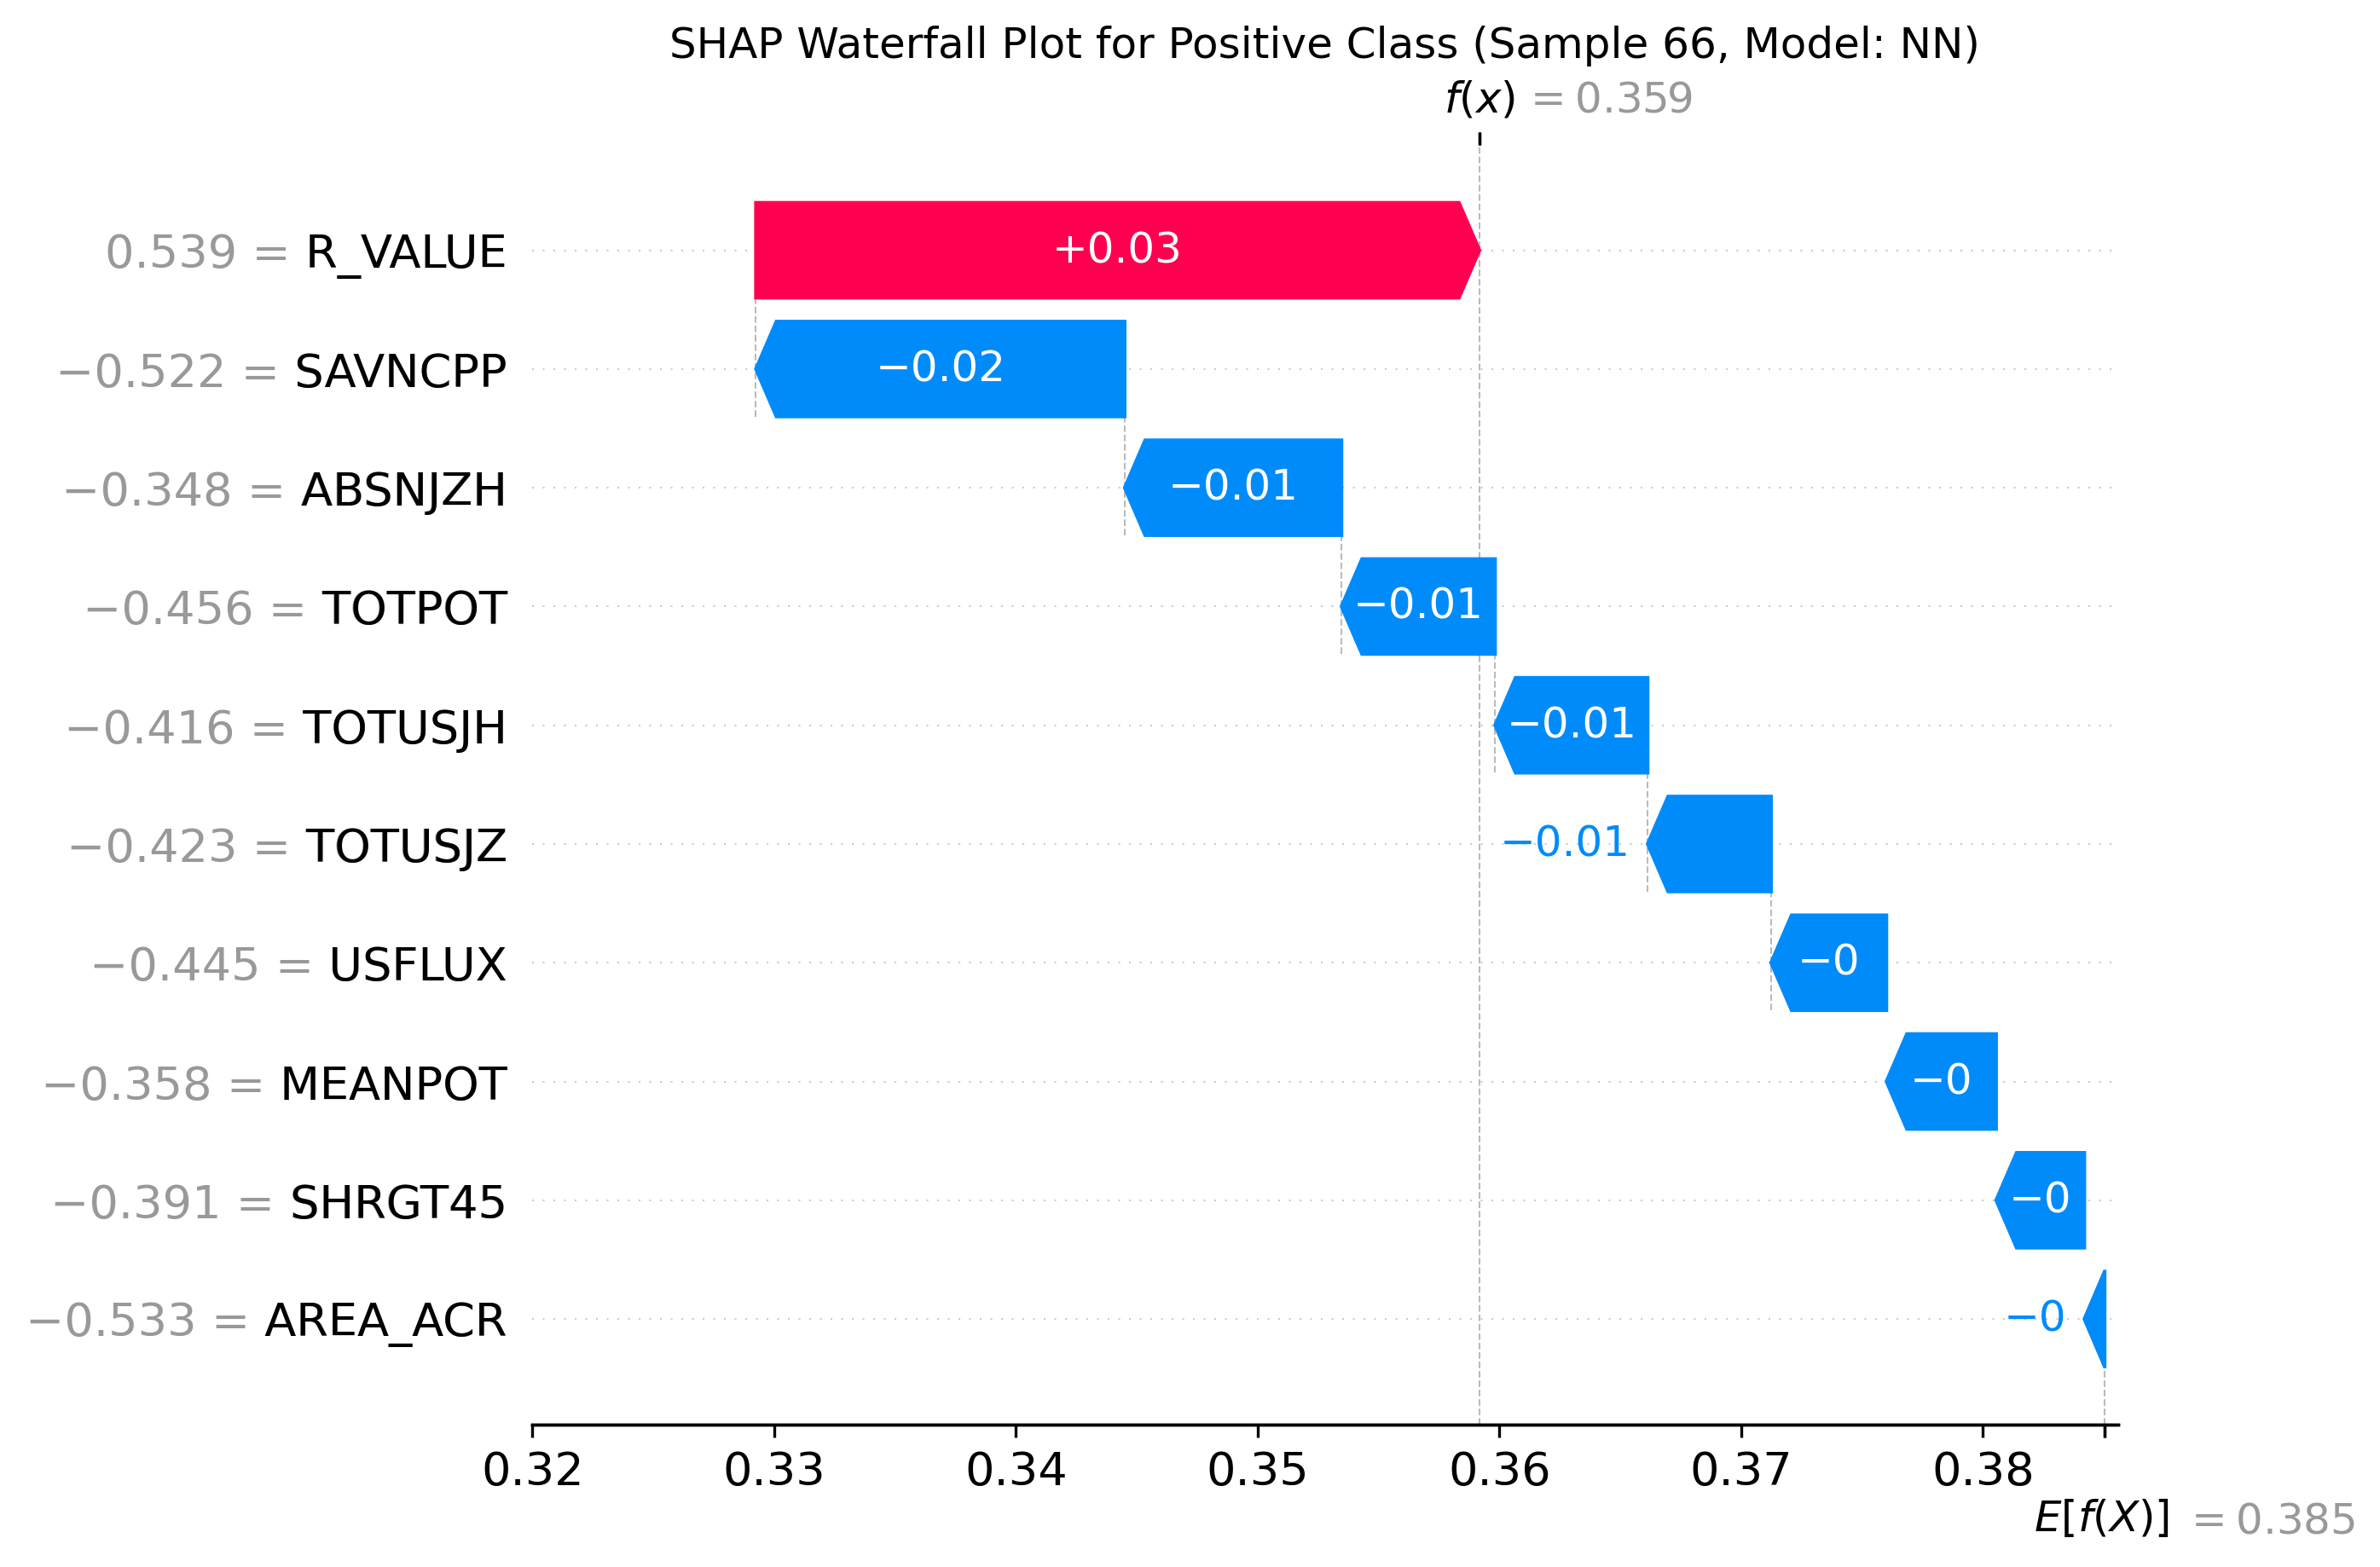 SHAP Waterfall Plot for Positive Class (Sample 66, Model: NN)
f(x) = 0.359
0.539 = R_VALUE
+0.03
−0.522 = SAVNCPP
−0.02
−0.348 = ABSNJZH
−0.01
−0.456 = TOTPOT
−0.01
−0.416 = TOTUSJH
−0.01
−0.423 = TOTUSJZ
−0.01
−0.445 = USFLUX
−0
−0.358 = MEANPOT
−0
−0.391 = SHRGT45
−0
−0.533 = AREA_ACR
−0
0.32 0.33 0.34 0.35 0.36 0.37 0.38
E[f(X)] = 0.385